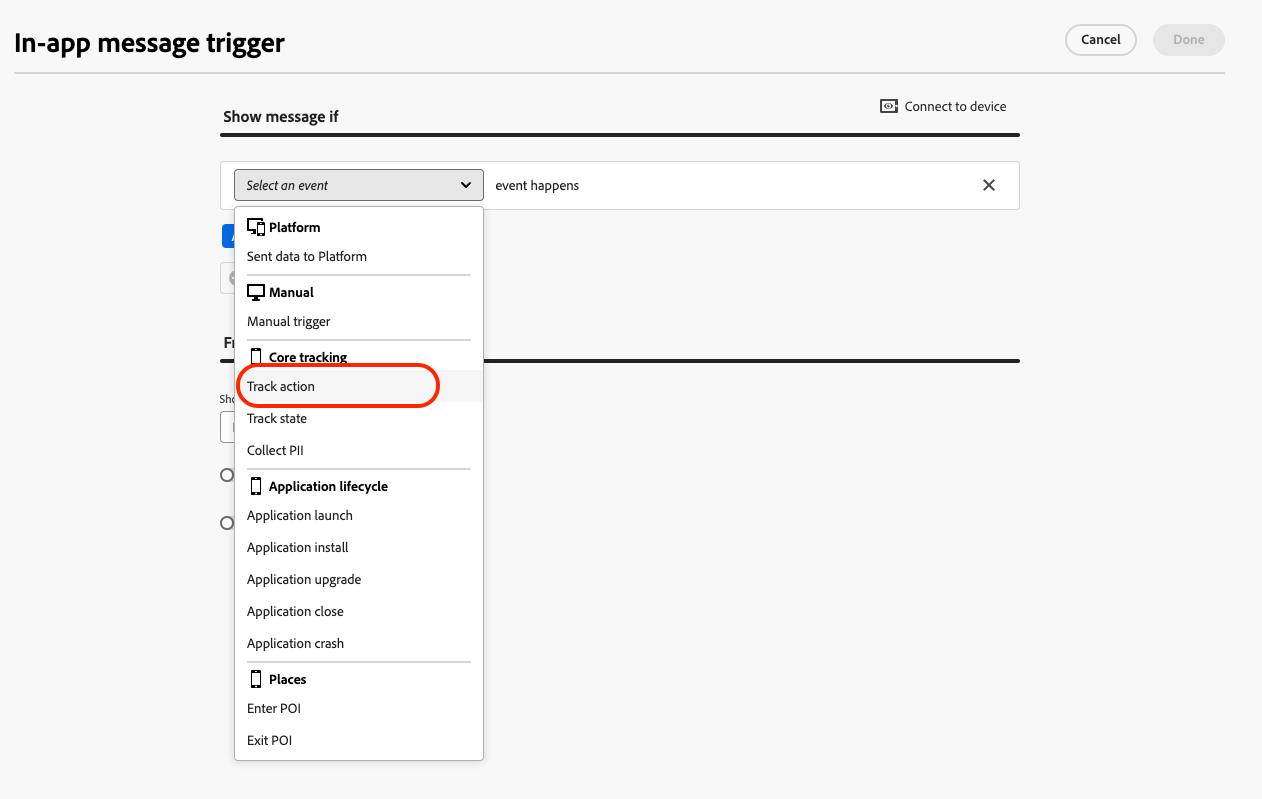 In-app message trigger
Cancel
Done
Show message if
Connect to device
Select an event
event happens
Platform
Sent data to Platform
Manual
Manual trigger
Core tracking
Track action
Track state
Collect PII
Application lifecycle
Application launch
Application install
Application upgrade
Application close
Application crash
Places
Enter POI
Exit POI